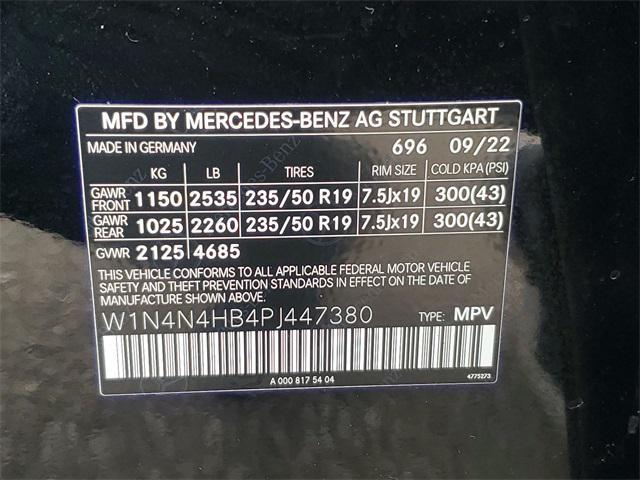 MFD BY MERCEDES-BENZ AG STUTTGART
MADE IN GERMANY 696 09/22
KG LB TIRES RIM SIZE COLD KPA (PSI)
GAWR FRONT 1150 2535 235/50 R19 7.5Jx19 300(43)
GAWR REAR 1025 2260 235/50 R19 7.5Jx19 300(43)
GVWR 2125 4685
THIS VEHICLE CONFORMS TO ALL APPLICABLE FEDERAL MOTOR VEHICLE
SAFETY AND THEFT PREVENTION STANDARDS IN EFFECT ON THE DATE OF
MANUFACTURE SHOWN ABOVE.
W1N4N4HB4PJ447380 TYPE: MPV
A 000 817 54 04 4775273